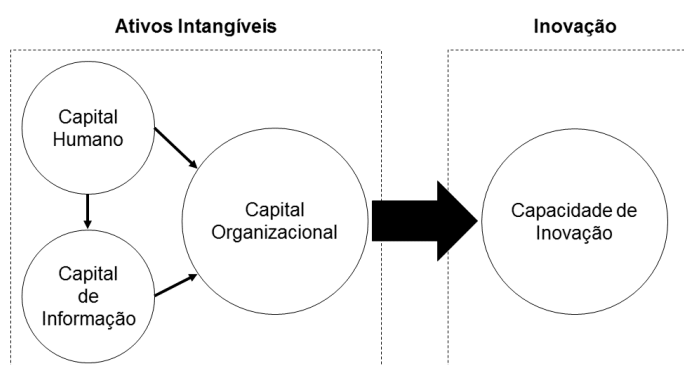 Ativos Intangíveis
Inovação
Capital
Humano
Capital
de
Informação
Capital
Organizacional
Capacidade de
Inovação